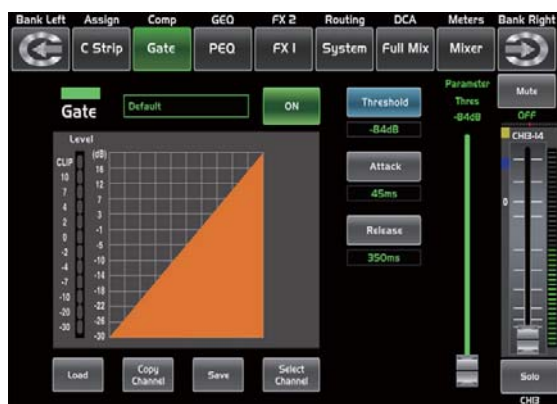 Bank Left Assign Comp GEQ FX 2 Routing DCA Meters Bank Right
C Strip Gate PEQ FX 1 System Full Mix Mixer
Gate Default ON
Threshold
-84dB
Attack
45ms
Release
350ms
Parameter
Thres
-84dB
Mute
OFF
CH13-14
0
Level
(dB)
CLIP
10
7
4
2
0
-2
-4
-7
-10
-20
-30
16
12
7
3
-1
-5
-10
-14
-18
-22
-26
-30
Load
Copy
Channel
Save
Select
Channel
Solo
CH13